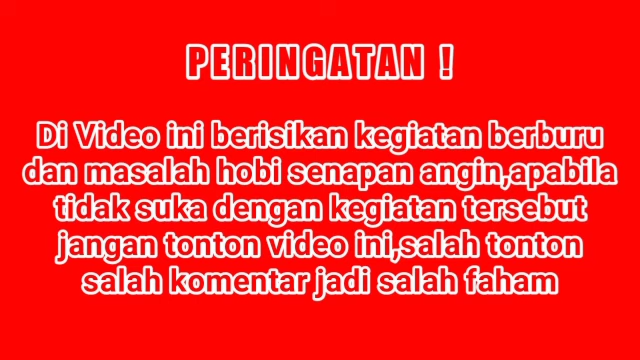 PERINGATAN !
Di Video ini berisikan kegiatan berburu
dan masalah hobi senapan angin,apabila
tidak suka dengan kegiatan tersebut
jangan tonton video ini,salah tonton
salah komentar jadi salah faham